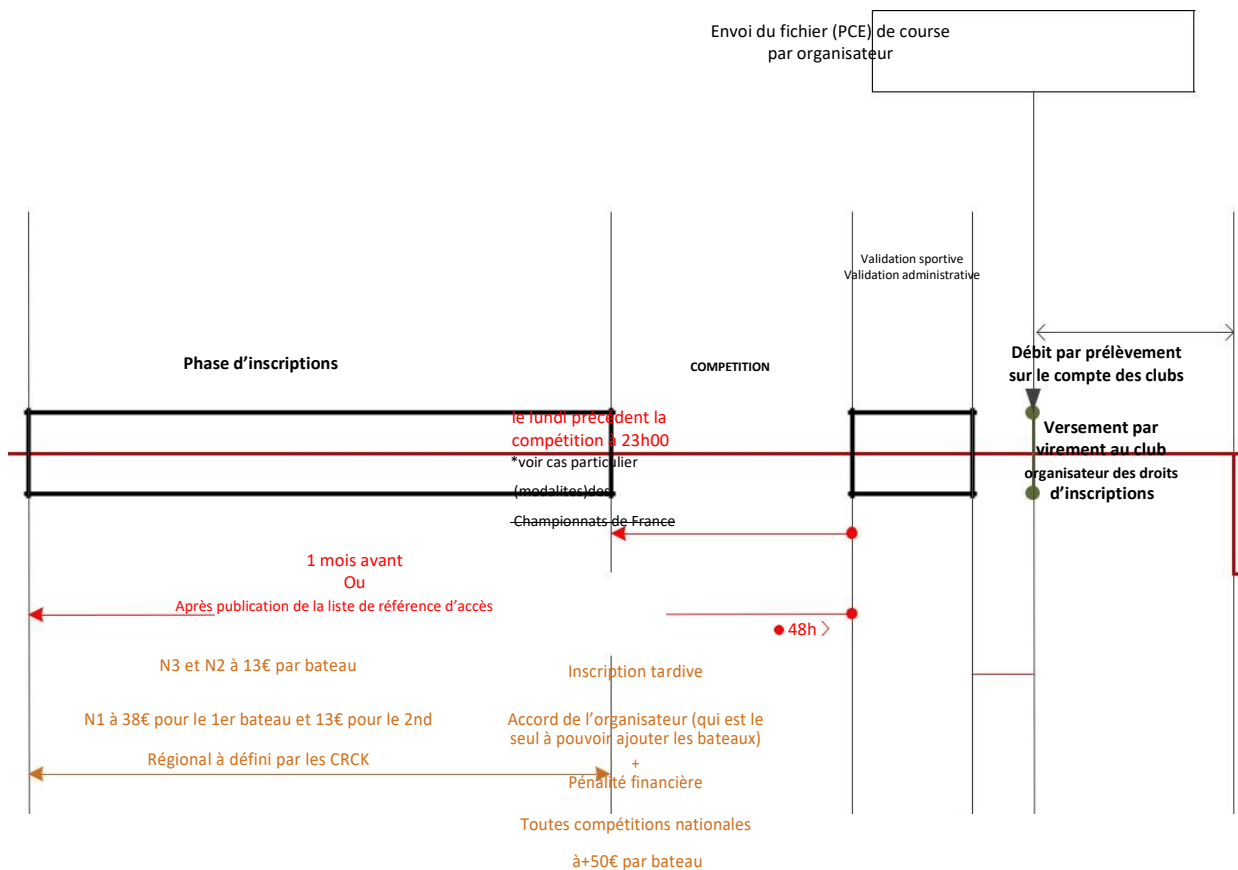 Envoi du fichier (PCE) de course
par organisateur
Validation sportive
Validation administrative
Phase d’inscriptions
COMPETITION
Débit par prélèvement
sur le compte des clubs
le lundi précédent la
compétition à 23h00
*voir cas particulier
(modalites)des
Championnats de France
Versement par
virement au club
organisateur des droits
d’inscriptions
1 mois avant
Ou
Après publication de la liste de référence d’accès
48h
N3 et N2 à 13€ par bateau
N1 à 38€ pour le 1er bateau et 13€ pour le 2nd
Régional à défini par les CRCK
Inscription tardive
Accord de l’organisateur (qui est le
seul à pouvoir ajouter les bateaux)
+
Pénalité financière
Toutes compétitions nationales
à+50€ par bateau